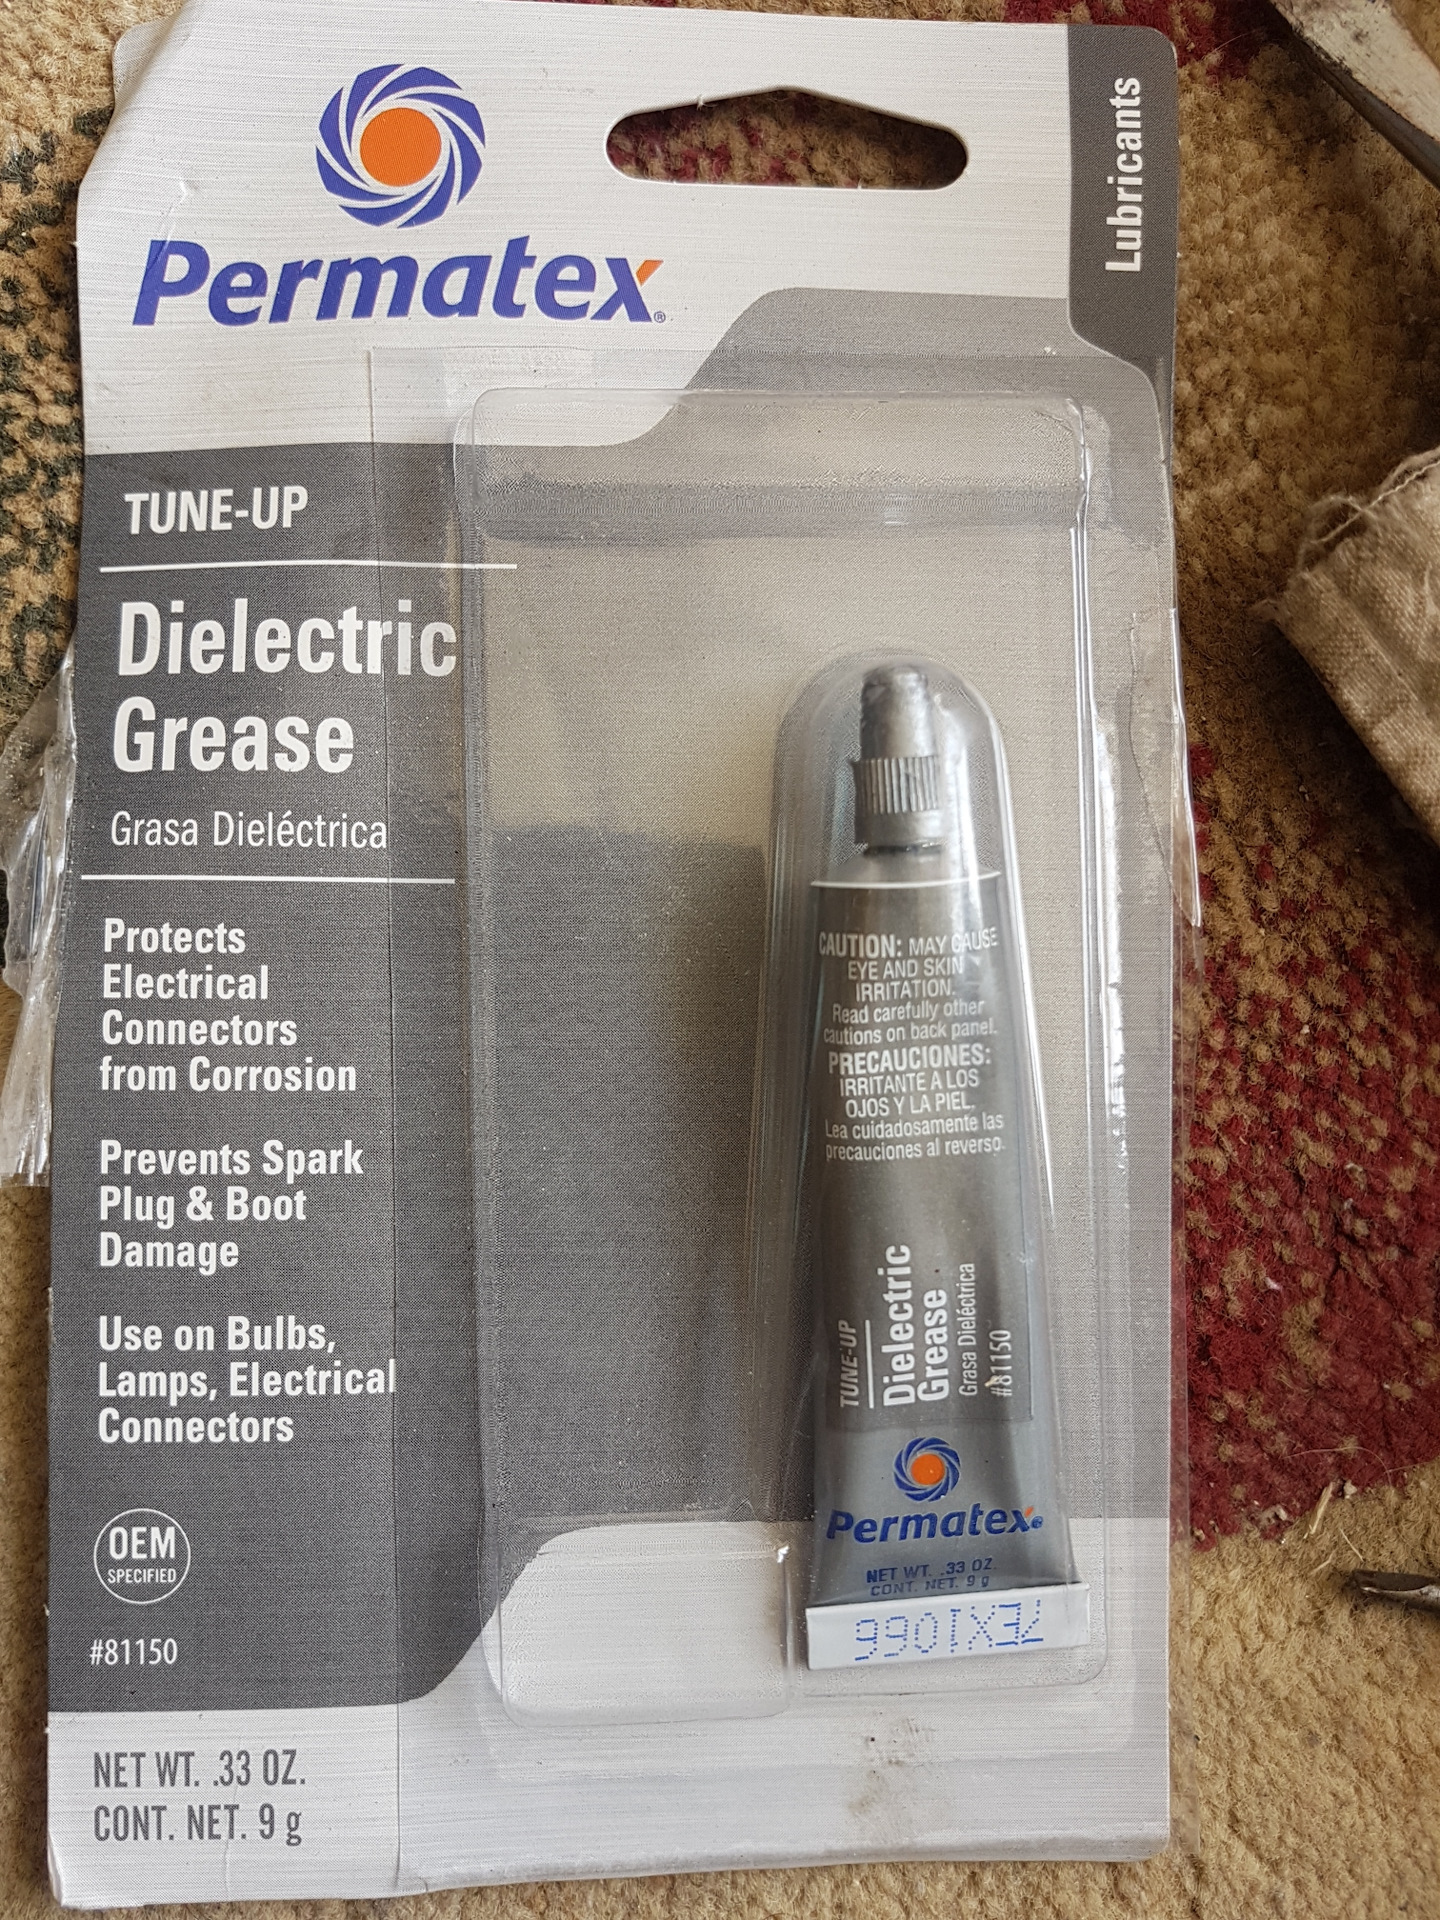 Permatex®
Lubricants
TUNE-UP
Dielectric
Grease
Grasa Dieléctrica
Protects
Electrical
Connectors
from Corrosion
Prevents Spark
Plug & Boot
Damage
Use on Bulbs,
Lamps, Electrical
Connectors
OEM
SPECIFIED
#81150
NET WT. .33 OZ.
CONT. NET. 9 g
CAUTION: MAY CAUSE
EYE AND SKIN
IRRITATION.
Read carefully other
cautions on back panel.
PRECAUCIONES:
IRRITANTE A LOS
OJOS Y LA PIEL.
Lea cuidadosamente las
precauciones al reverso.
TUNE-UP
Dielectric
Grease
Grasa Dieléctrica
#81150
Permatex®
NET WT. .33 OZ.
CONT. NET. 9 g